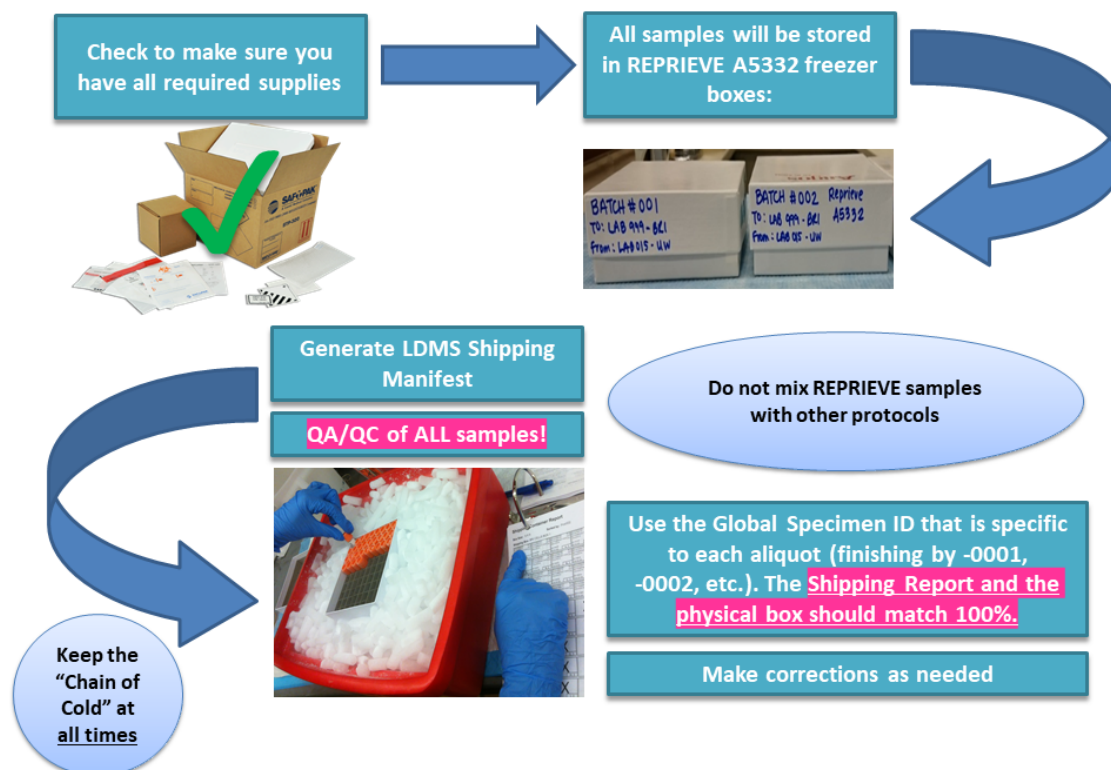 Check to make sure you
have all required supplies
All samples will be stored
in REPRIEVE A5332 freezer
boxes:
SAF-T-PAK
BATCH #001
TO: LAB 999-BRI
From: LAB 015-UW
BATCH #002 Reprieve
A5332
TO: LAB 999-BRI
From: LAB 015-UW
Generate LDMS Shipping
Manifest
QA/QC of ALL samples!
Do not mix REPRIEVE samples
with other protocols
Use the Global Specimen ID that is specific
to each aliquot (finishing by -0001,
-0002, etc.). The Shipping Report and the
physical box should match 100%.
Make corrections as needed
Keep the
“Chain of
Cold” at
all times